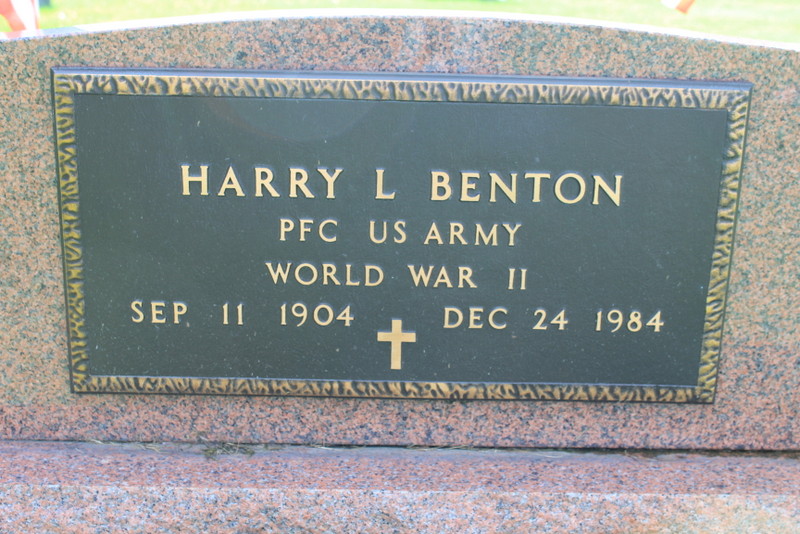 HARRY L BENTON
PFC US ARMY
WORLD WAR II
SEP 11 1904 DEC 24 1984